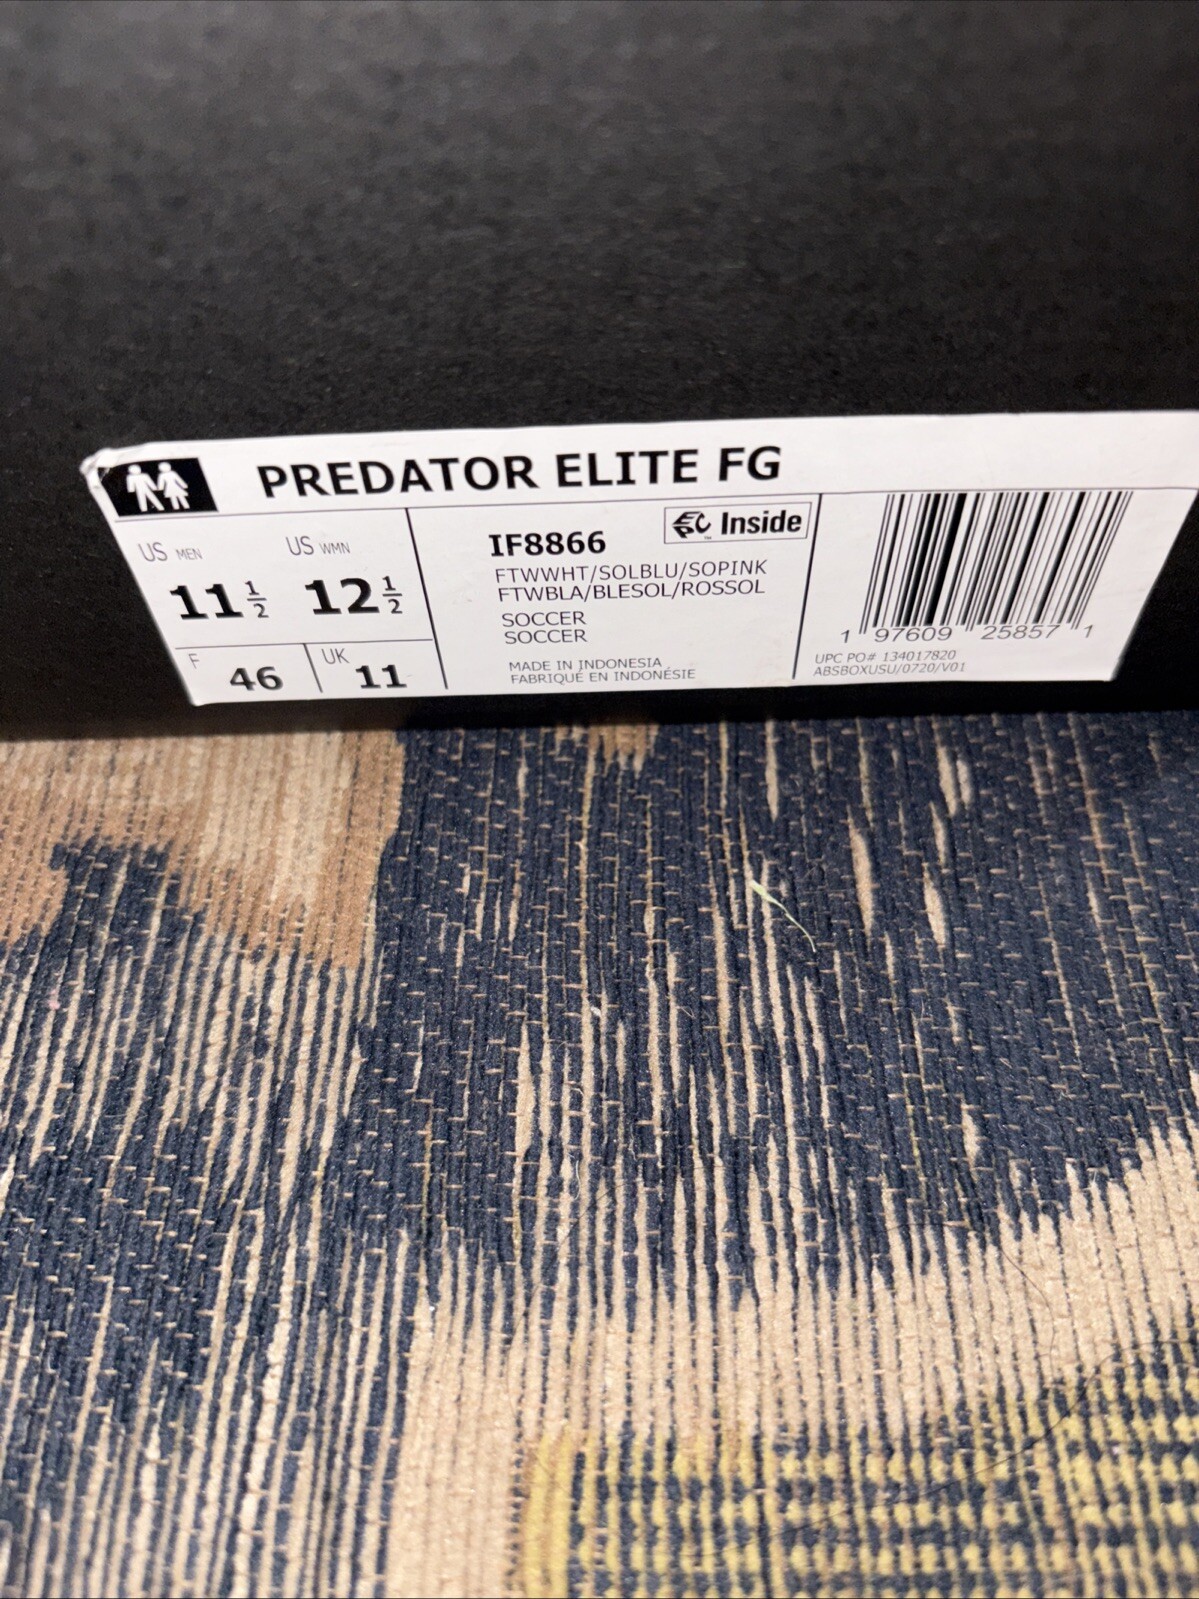 PREDATOR ELITE FG
US MEN
US WMN
11 1/2
12 1/2
F 46
UK 11
IF8866
EPC Inside
™
FTWWHT/SOLBLU/SOPINK
FTWBLA/BLESOL/ROSSOL
SOCCER
SOCCER
MADE IN INDONESIA
FABRIQUÉ EN INDONÉSIE
1 97609 25857 1
UPC PO# 134017820
ABSBOXUSU/0720/V01